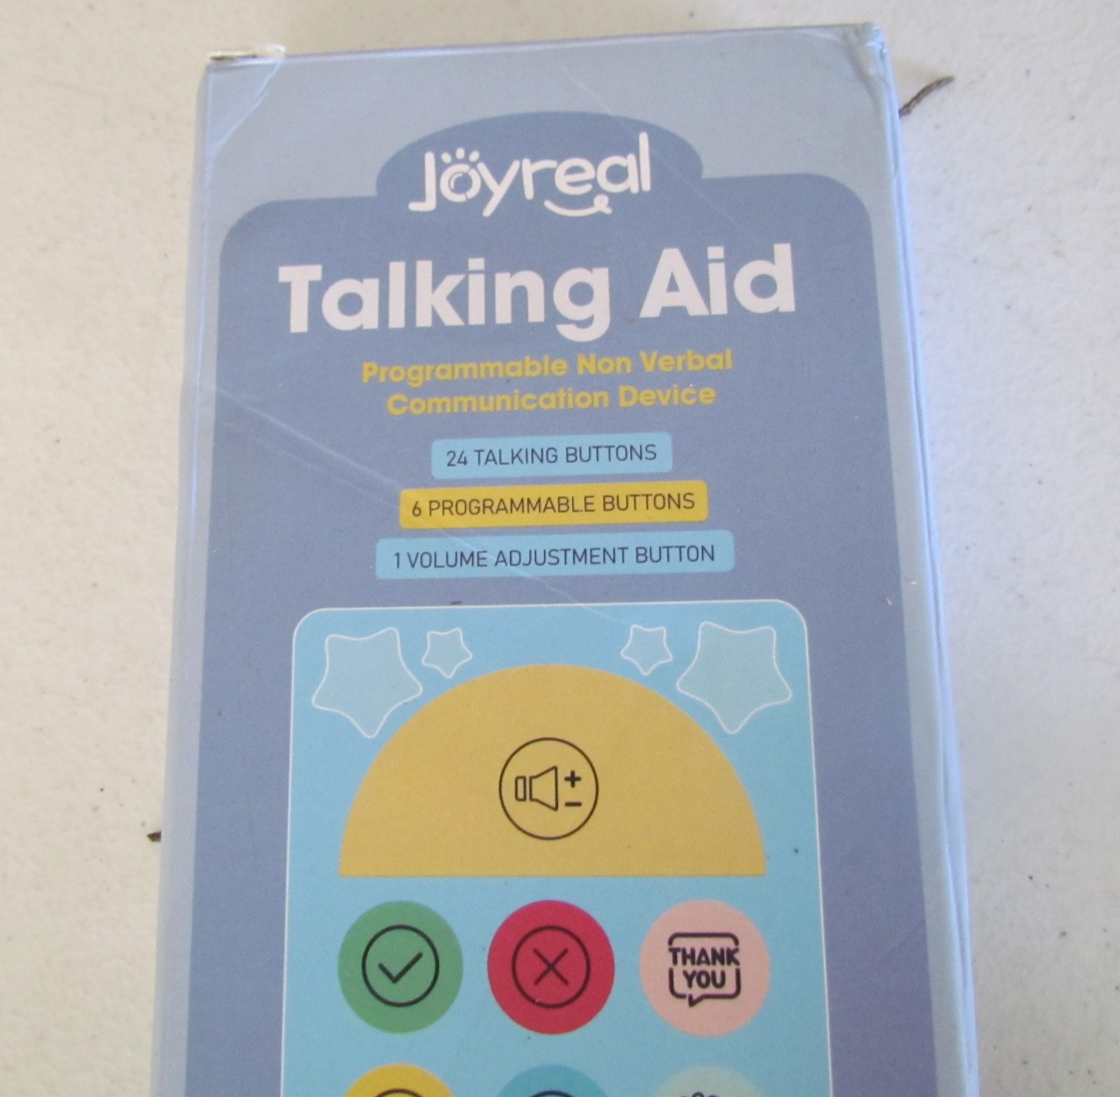 Joyreal
Talking Aid
Programmable Non Verbal
Communication Device
24 TALKING BUTTONS
6 PROGRAMMABLE BUTTONS
1 VOLUME ADJUSTMENT BUTTON
THANK
YOU